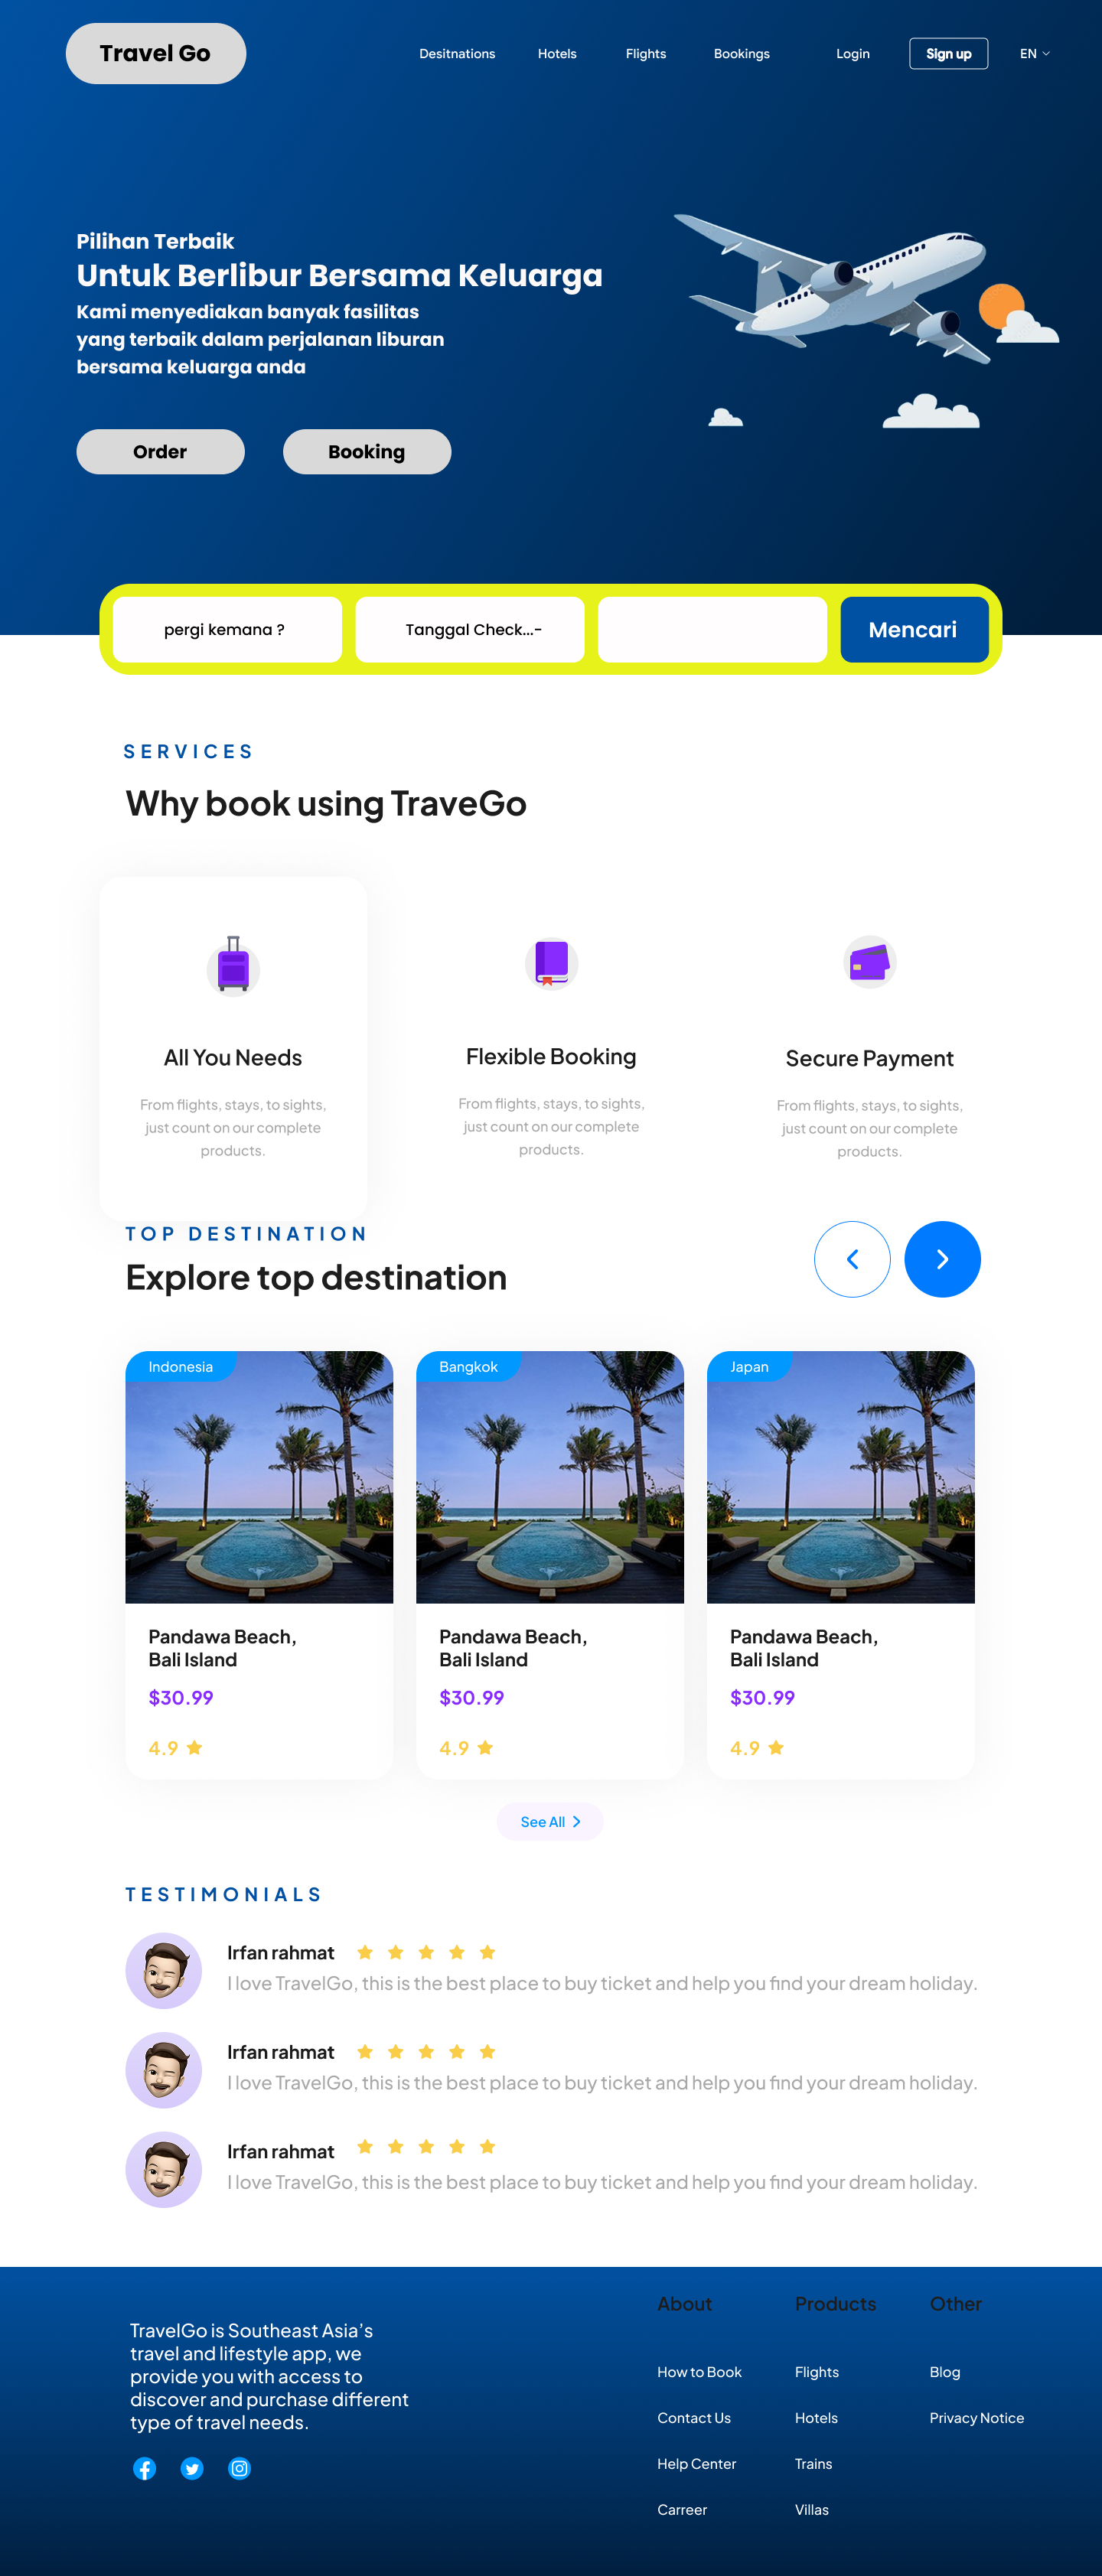 Travel Go
Desitnations
Hotels
Flights
Bookings
Login
Sign up
EN
Pilihan Terbaik
Untuk Berlibur Bersama Keluarga
Kami menyediakan banyak fasilitas
yang terbaik dalam perjalanan liburan
bersama keluarga anda
Order
Booking
pergi kemana ?
Tanggal Check...-
Mencari
SERVICES
Why book using TraveGo
All You Needs
From flights, stays, to sights,
just count on our complete
products.
Flexible Booking
From flights, stays, to sights,
just count on our complete
products.
Secure Payment
From flights, stays, to sights,
just count on our complete
products.
TOP DESTINATION
Explore top destination
Indonesia
Pandawa Beach,
Bali Island
$30.99
4.9
Bangkok
Pandawa Beach,
Bali Island
$30.99
4.9
Japan
Pandawa Beach,
Bali Island
$30.99
4.9
See All
TESTIMONIALS
Irfan rahmat
I love TravelGo, this is the best place to buy ticket and help you find your dream holiday.
Irfan rahmat
I love TravelGo, this is the best place to buy ticket and help you find your dream holiday.
Irfan rahmat
I love TravelGo, this is the best place to buy ticket and help you find your dream holiday.
TravelGo is Southeast Asia’s
travel and lifestyle app, we
provide you with access to
discover and purchase different
type of travel needs.
About
How to Book
Contact Us
Help Center
Carreer
Products
Flights
Hotels
Trains
Villas
Other
Blog
Privacy Notice